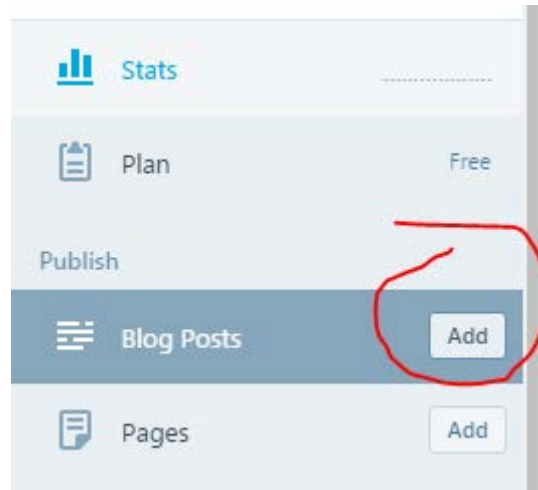 Stats
Plan Free
Publish
Blog Posts Add
Pages Add